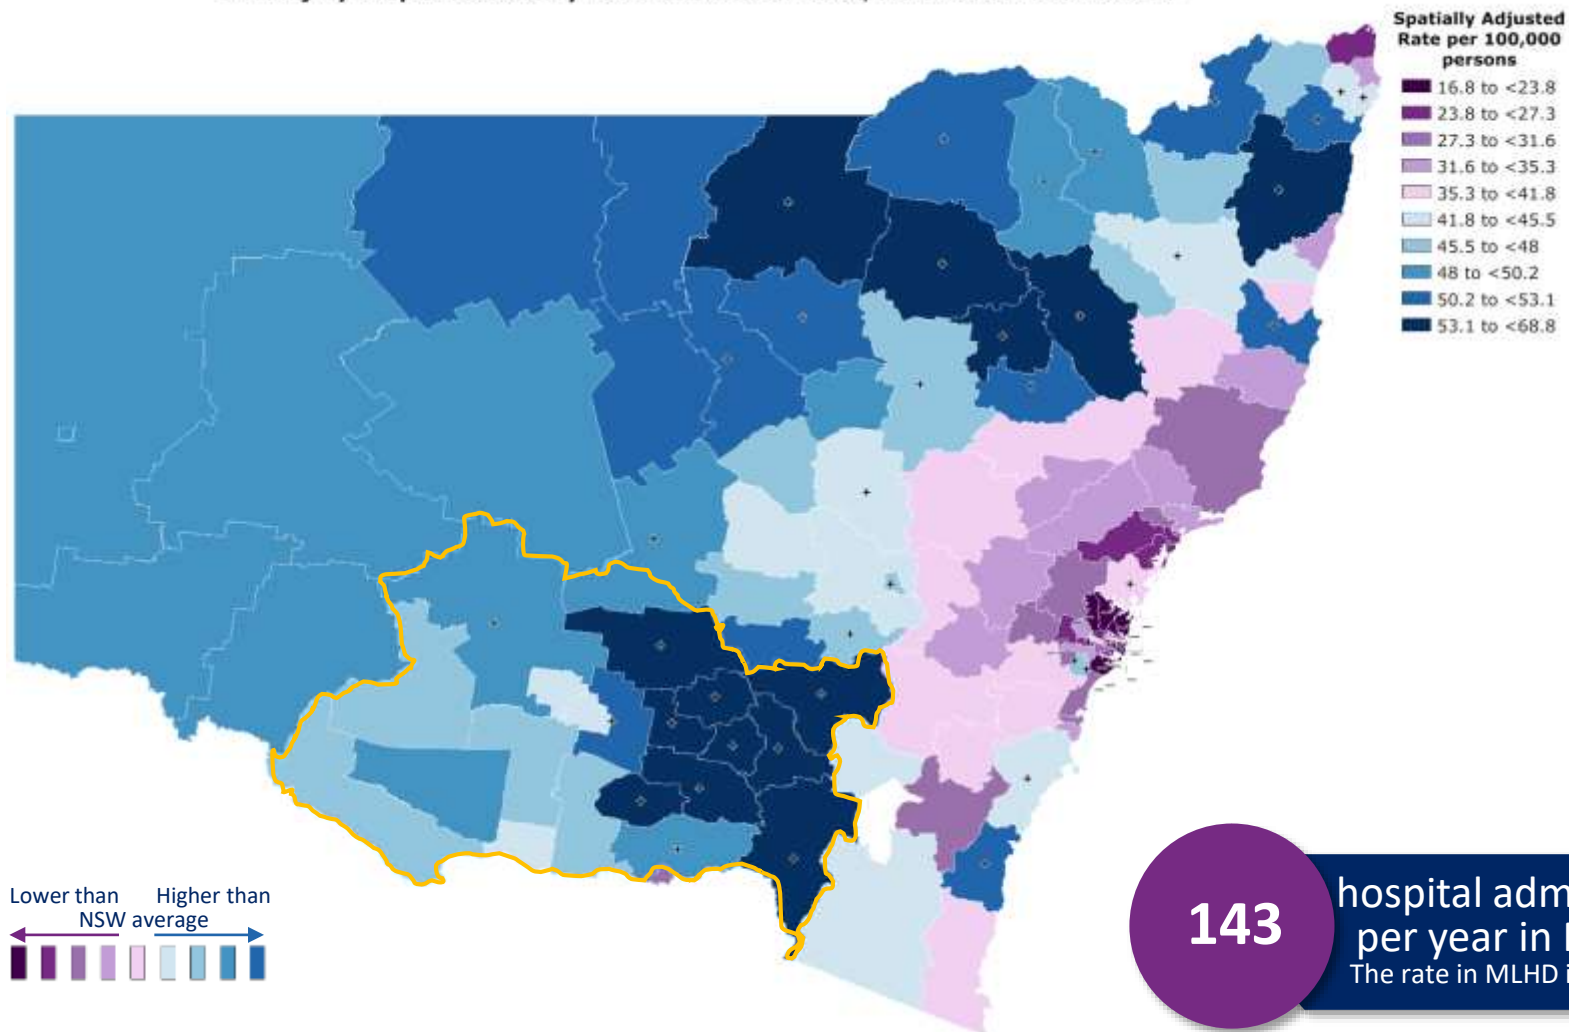 Spatially Adjusted
Rate per 100,000
persons
16.8 to <23.8
23.8 to <27.3
27.3 to <31.6
31.6 to <35.3
35.3 to <41.8
41.8 to <45.5
45.5 to <48
48 to <50.2
50.2 to <53.1
53.1 to <68.8
Lower than Higher than
NSW average
143
hospital adm
per year in
The rate in MLHD i